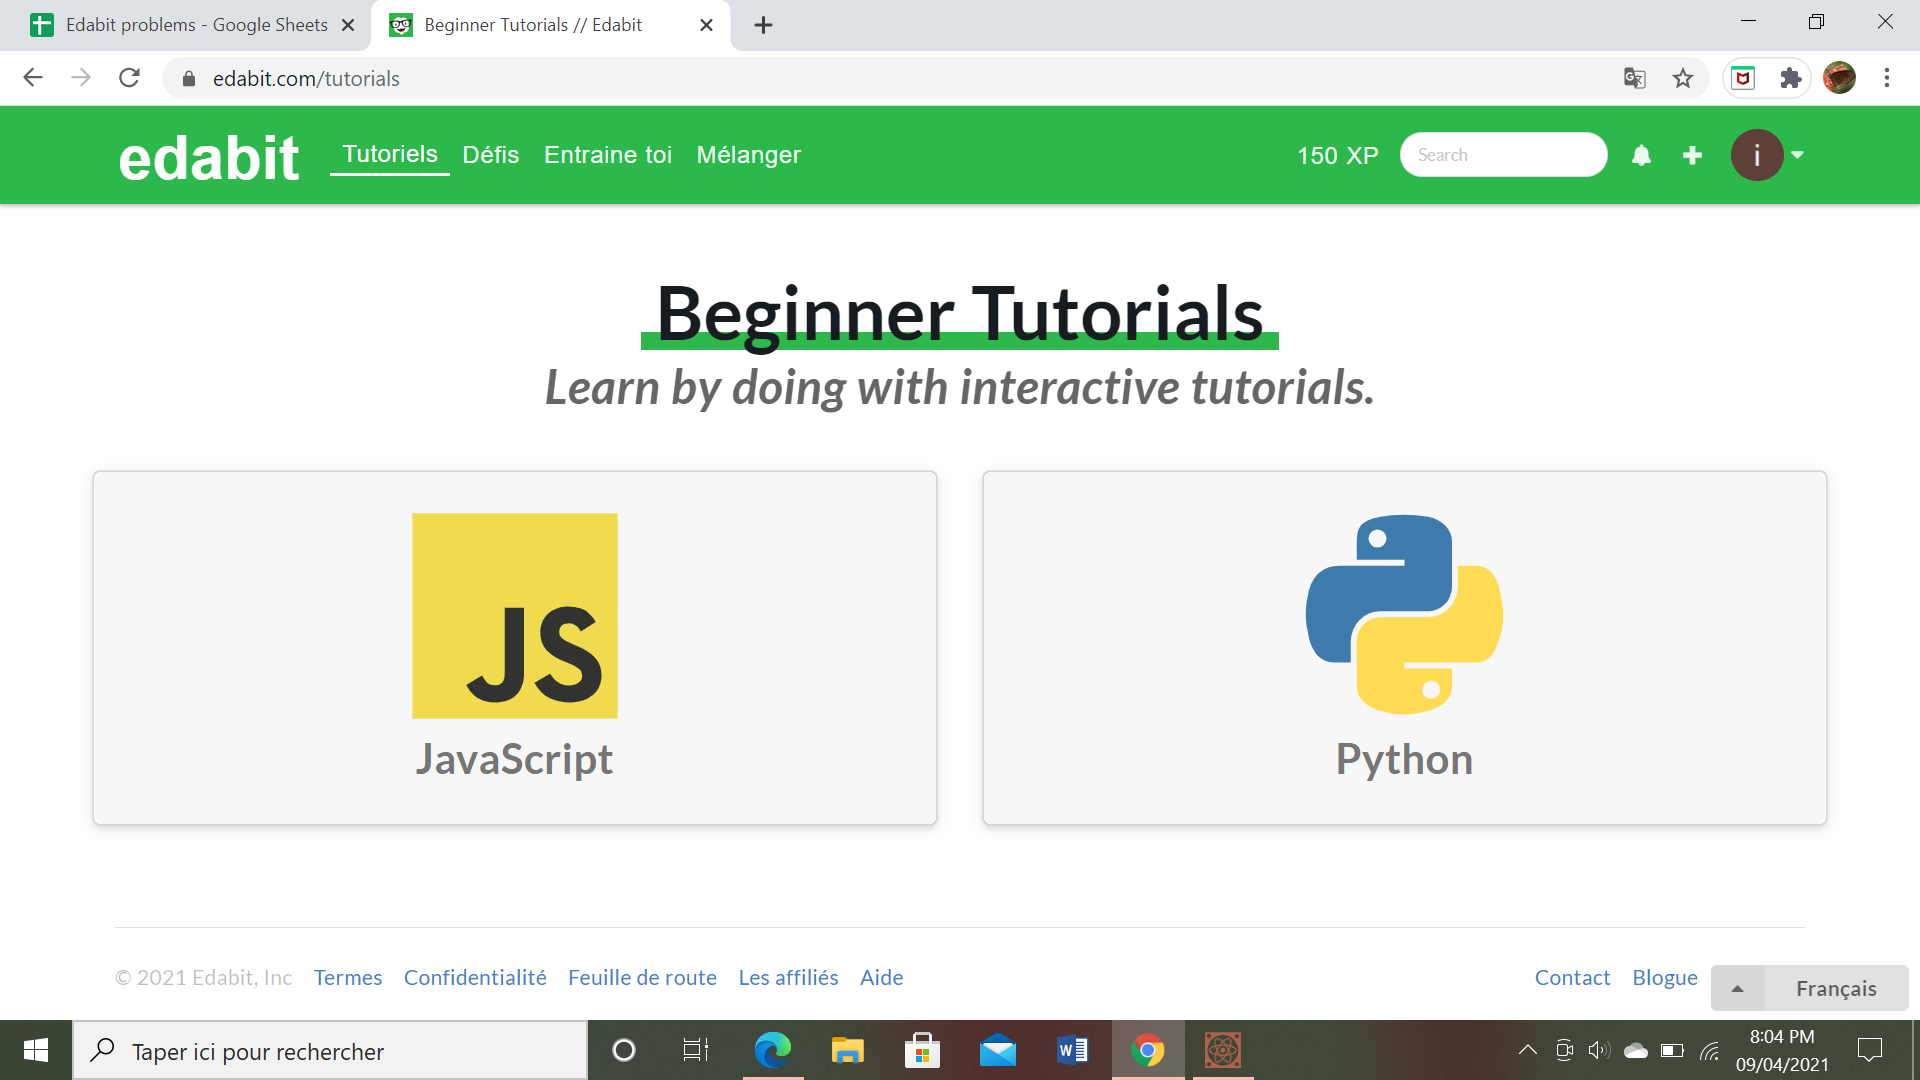 Edabit problems - Google Sheets
Beginner Tutorials // Edabit
edabit.com/tutorials
edabit Tutoriels Défis Entraine toi Mélanger 150 XP Search i
Beginner Tutorials
Learn by doing with interactive tutorials.
JS
JavaScript
Python
© 2021 Edabit, Inc Termes Confidentialité Feuille de route Les affiliés Aide Contact Blogue
Français
Taper ici pour rechercher
W
8:04 PM
09/04/2021